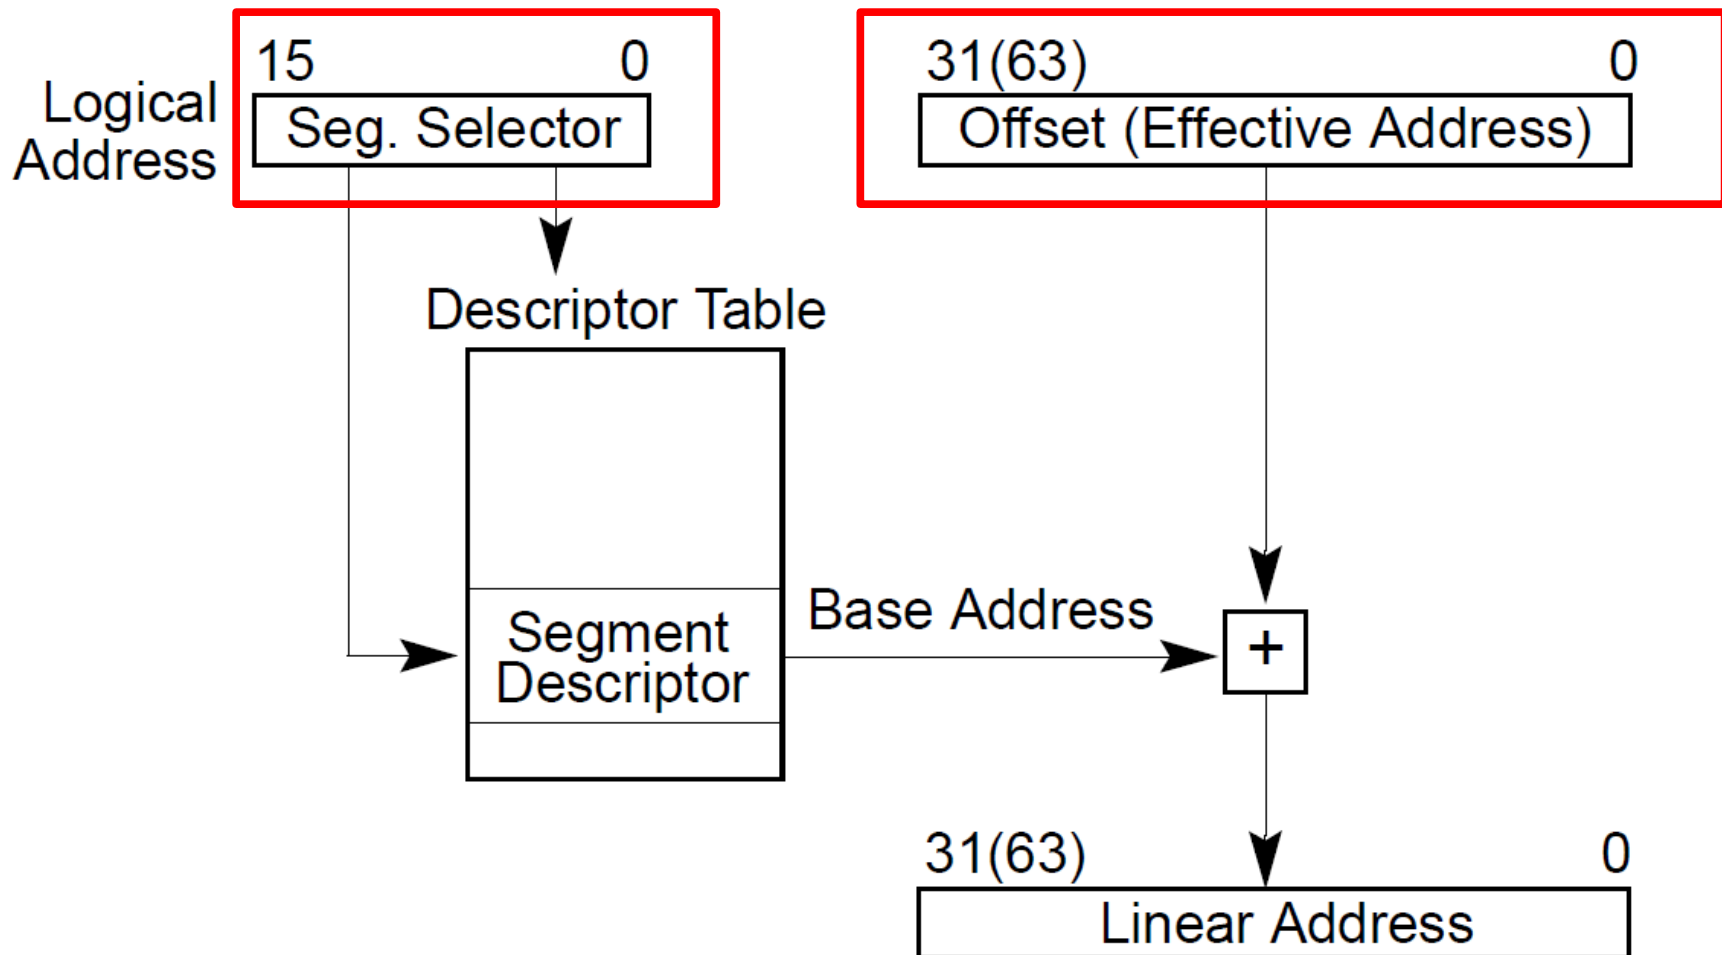 15 0
31(63) 0
Logical
Address
Seg. Selector
Offset (Effective Address)
Descriptor Table
Segment
Descriptor
Base Address
+
31(63) 0
Linear Address